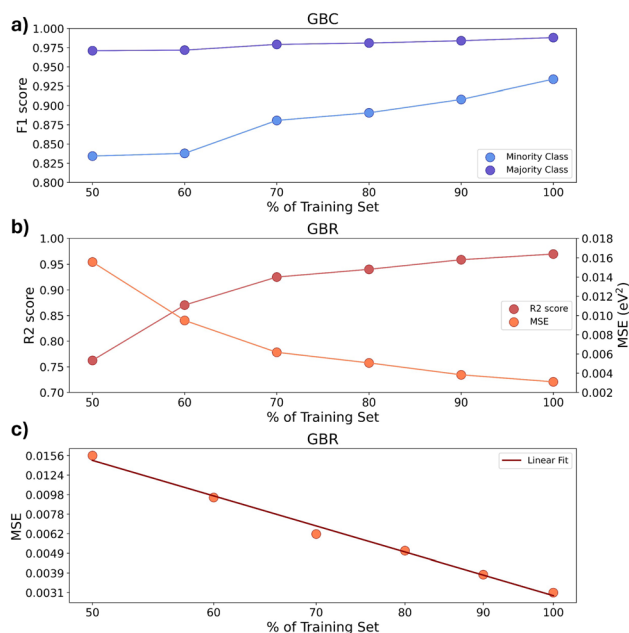 a)
GBC
1.000
0.975
0.950
0.925
0.900
0.875
0.850
0.825
0.800
F1 score
Minority Class
Majority Class
50 60 70 80 90 100
% of Training Set
b)
GBR
1.00
0.95
0.90
0.85
0.80
0.75
0.70
R2 score
0.018
0.016
0.014
0.012
0.010
0.008
0.006
0.004
0.002
MSE (eV²)
R2 score
MSE
50 60 70 80 90 100
% of Training Set
c)
GBR
0.0156
0.0124
0.0098
0.0078
0.0062
0.0049
0.0039
0.0031
MSE
Linear Fit
50 60 70 80 90 100
% of Training Set